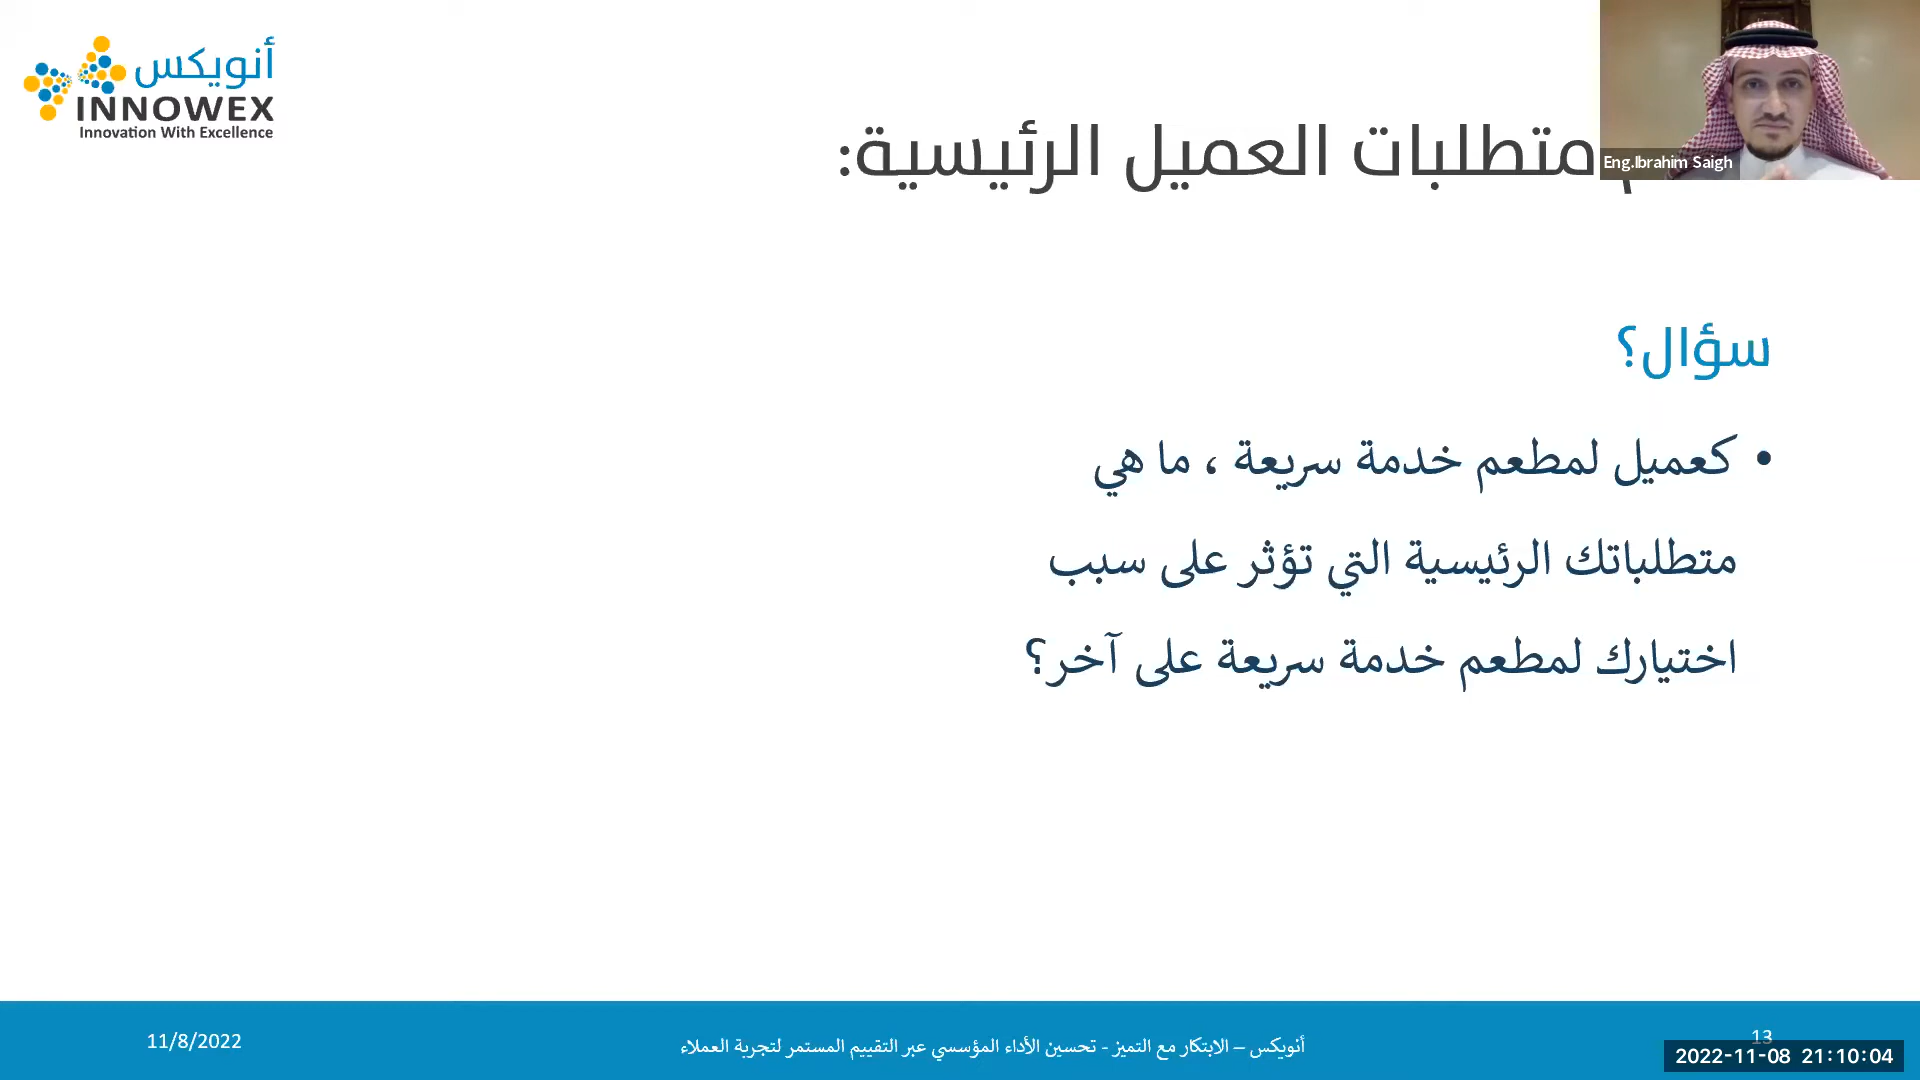 أنويكس
INNOWEX
Innovation With Excellence
Eng.Ibrahim Saigh
متطلبات العميل الرئيسية:
سؤال؟
• كعميل لمطعم خدمة سريعة ، ما هي
متطلباتك الرئيسية التي تؤثر على سبب
اختيارك لمطعم خدمة سريعة على آخر؟
11/8/2022
أنويكس – الابتكار مع التميز - تحسين الأداء المؤسسي عبر التقييم المستمر لتجربة العملاء
13
2022-11-08 21:10:04